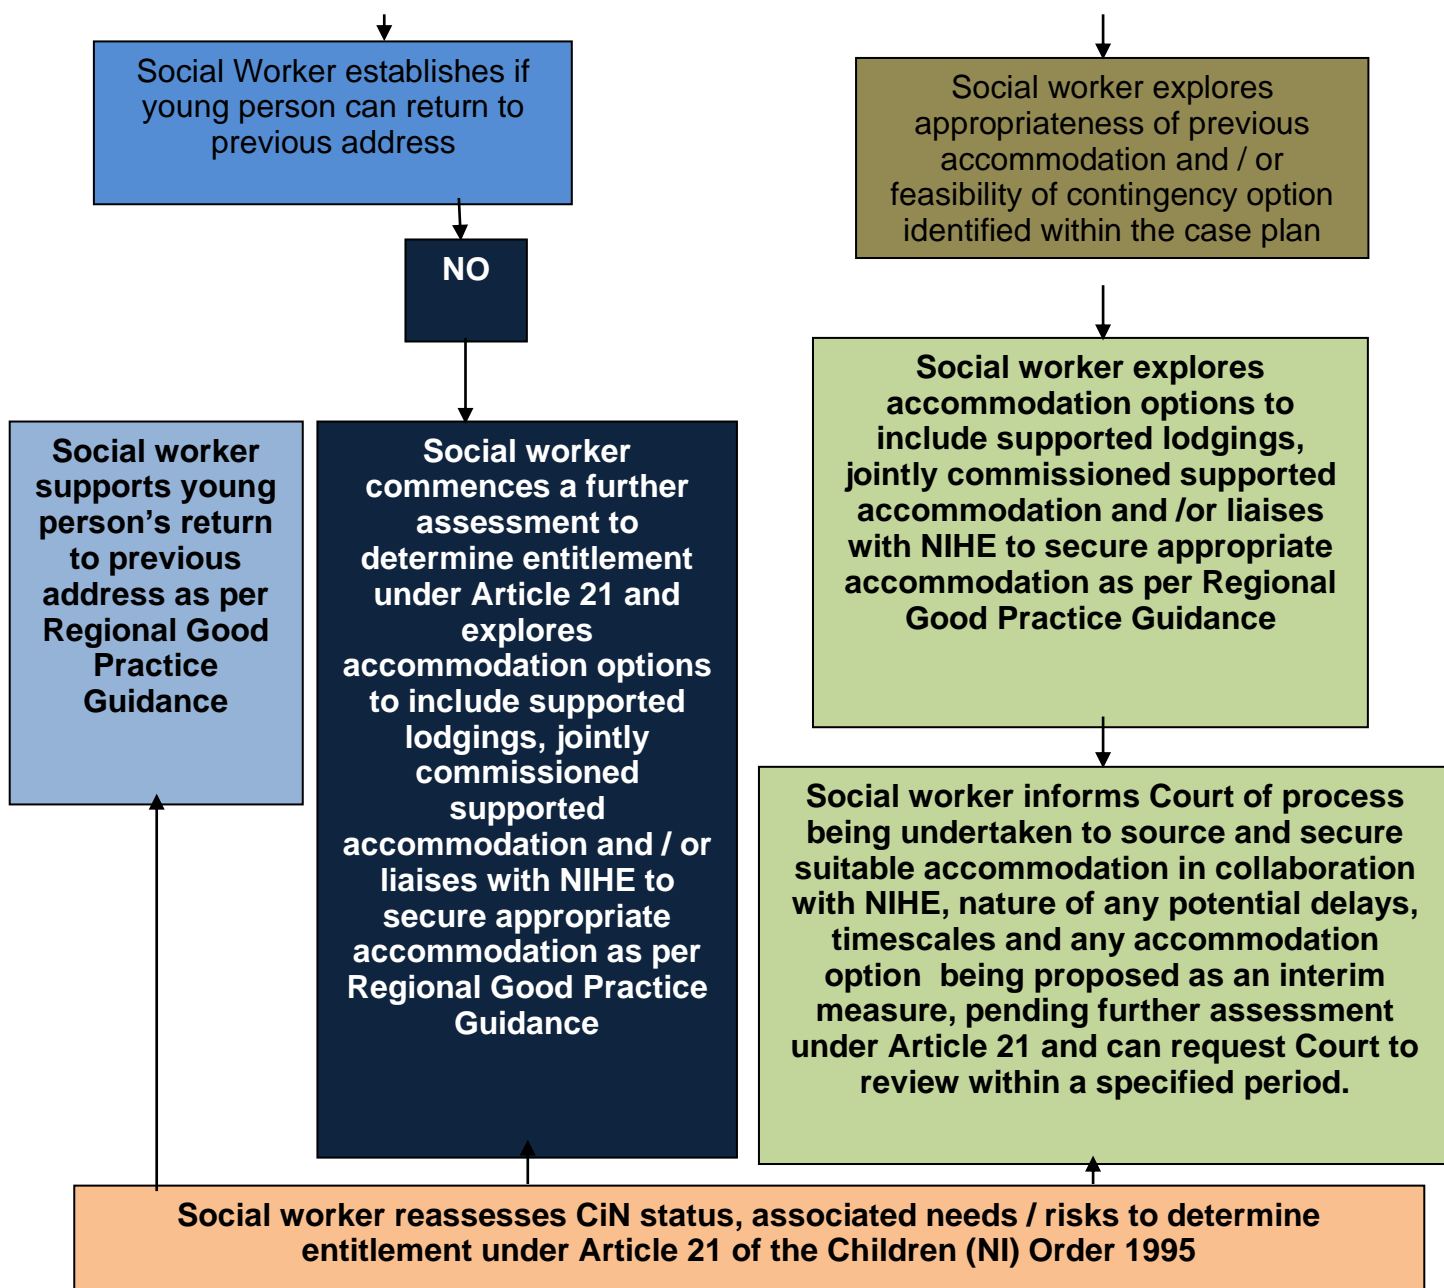 Social Worker establishes if
young person can return to
previous address
NO
Social worker
supports young
person’s return
to previous
address as per
Regional Good
Practice
Guidance
Social worker
commences a further
assessment to
determine entitlement
under Article 21 and
explores
accommodation options
to include supported
lodgings, jointly
commissioned
supported
accommodation and / or
liaises with NIHE to
secure appropriate
accommodation as per
Regional Good Practice
Guidance
Social worker explores
appropriateness of previous
accommodation and / or
feasibility of contingency option
identified within the case plan
Social worker explores
accommodation options to
include supported lodgings,
jointly commissioned supported
accommodation and /or liaises
with NIHE to secure appropriate
accommodation as per Regional
Good Practice Guidance
Social worker informs Court of process
being undertaken to source and secure
suitable accommodation in collaboration
with NIHE, nature of any potential delays,
timescales and any accommodation
option  being proposed as an interim
measure, pending further assessment
under Article 21 and can request Court to
review within a specified period.
Social worker reassesses CiN status, associated needs / risks to determine
entitlement under Article 21 of the Children (NI) Order 1995